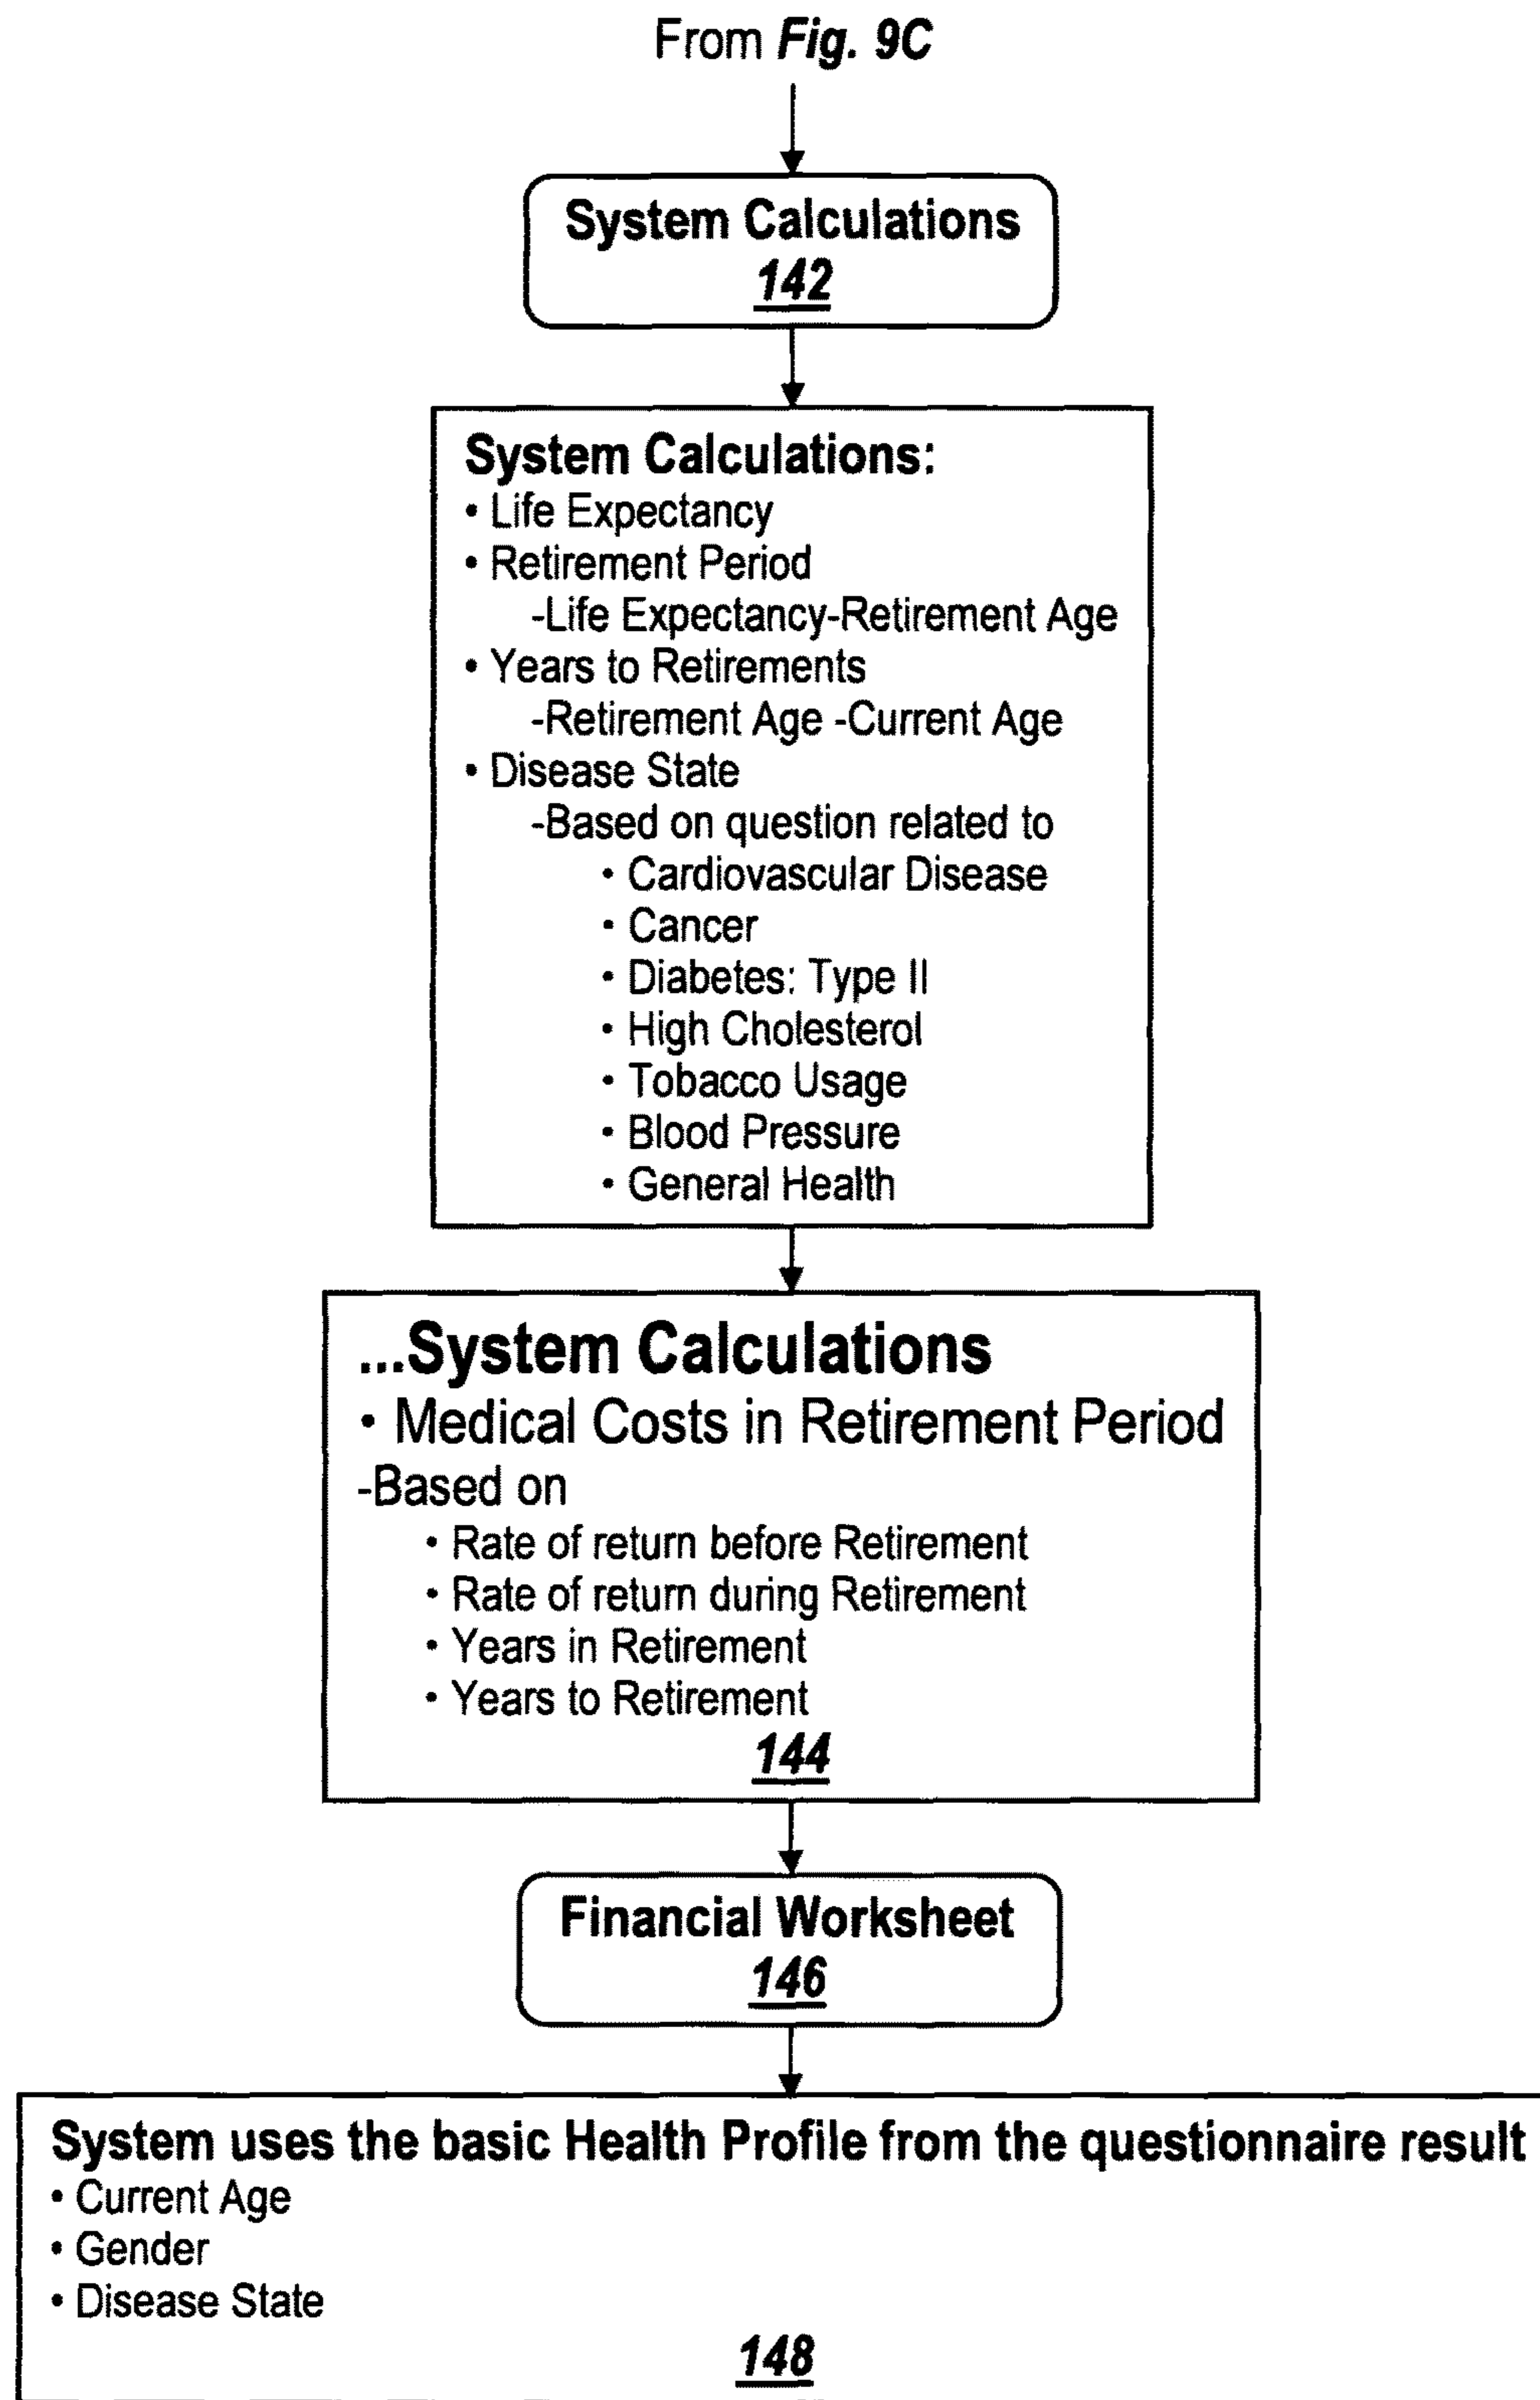 From Fig. 9C
System Calculations
142
System Calculations:
• Life Expectancy
• Retirement Period
-Life Expectancy-Retirement Age
• Years to Retirements
-Retirement Age -Current Age
• Disease State
-Based on question related to
• Cardiovascular Disease
• Cancer
• Diabetes: Type II
• High Cholesterol
• Tobacco Usage
• Blood Pressure
• General Health
...System Calculations
• Medical Costs in Retirement Period
-Based on
• Rate of return before Retirement
• Rate of return during Retirement
• Years in Retirement
• Years to Retirement
144
Financial Worksheet
146
System uses the basic Health Profile from the questionnaire result
• Current Age
• Gender
• Disease State
148